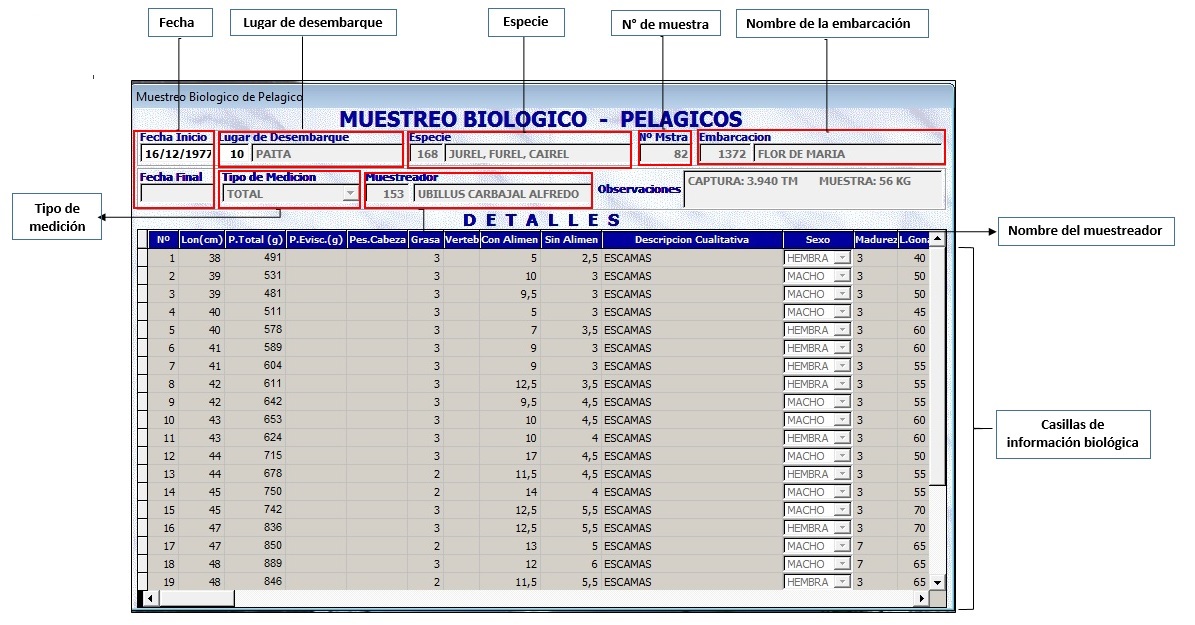 Fecha
Lugar de desembarque
Especie
N° de muestra
Nombre de la embarcación
Muestreo Biologico de Pelagico
MUESTREO BIOLOGICO - PELAGICOS
Fecha Inicio Lugar de Desembarque Especie Nº Mstra Embarcacion
16/12/1977 10 PAITA 168 JUREL, FUREL, CAIREL 82 1372 FLOR DE MARIA
Fecha Final Tipo de Medicion Muestreador Observaciones CAPTURA: 3.940 TM MUESTRA: 56 KG
TOTAL 153 UBILLUS CARBAJAL ALFREDO
Tipo de
medición
DETALLES
Nombre del muestreador
Nº Lon(cm) P.Total (g) P.Evisc.(g) Pes.Cabeza Grasa Verteb Con Alimen Sin Alimen Descripcion Cualitativa Sexo Madurez L.Gona
1 38 491 3 5 2,5 ESCAMAS HEMBRA 3 40
2 39 531 3 10 3 ESCAMAS MACHO 3 50
3 39 481 3 9,5 3 ESCAMAS MACHO 3 50
4 40 511 3 5 3 ESCAMAS MACHO 3 45
5 40 578 3 7 3,5 ESCAMAS HEMBRA 3 60
6 41 589 3 9 3 ESCAMAS HEMBRA 3 60
7 41 604 3 9 3 ESCAMAS HEMBRA 3 55
8 42 611 3 12,5 3,5 ESCAMAS HEMBRA 3 55
9 42 642 3 9,5 4,5 ESCAMAS MACHO 3 55
10 43 653 3 10 4,5 ESCAMAS MACHO 3 60
11 43 624 3 10 4 ESCAMAS HEMBRA 3 60
12 44 715 3 17 4,5 ESCAMAS MACHO 3 50
13 44 678 2 11,5 4,5 ESCAMAS HEMBRA 3 55
14 45 750 2 14 4 ESCAMAS MACHO 3 55
15 45 742 3 12,5 5,5 ESCAMAS MACHO 3 70
16 47 836 3 12,5 5,5 ESCAMAS HEMBRA 3 70
17 47 850 2 13 5 ESCAMAS MACHO 7 65
18 48 889 3 12 6 ESCAMAS MACHO 7 65
19 48 846 2 11,5 5,5 ESCAMAS HEMBRA 3 65
Casillas de
información biológica